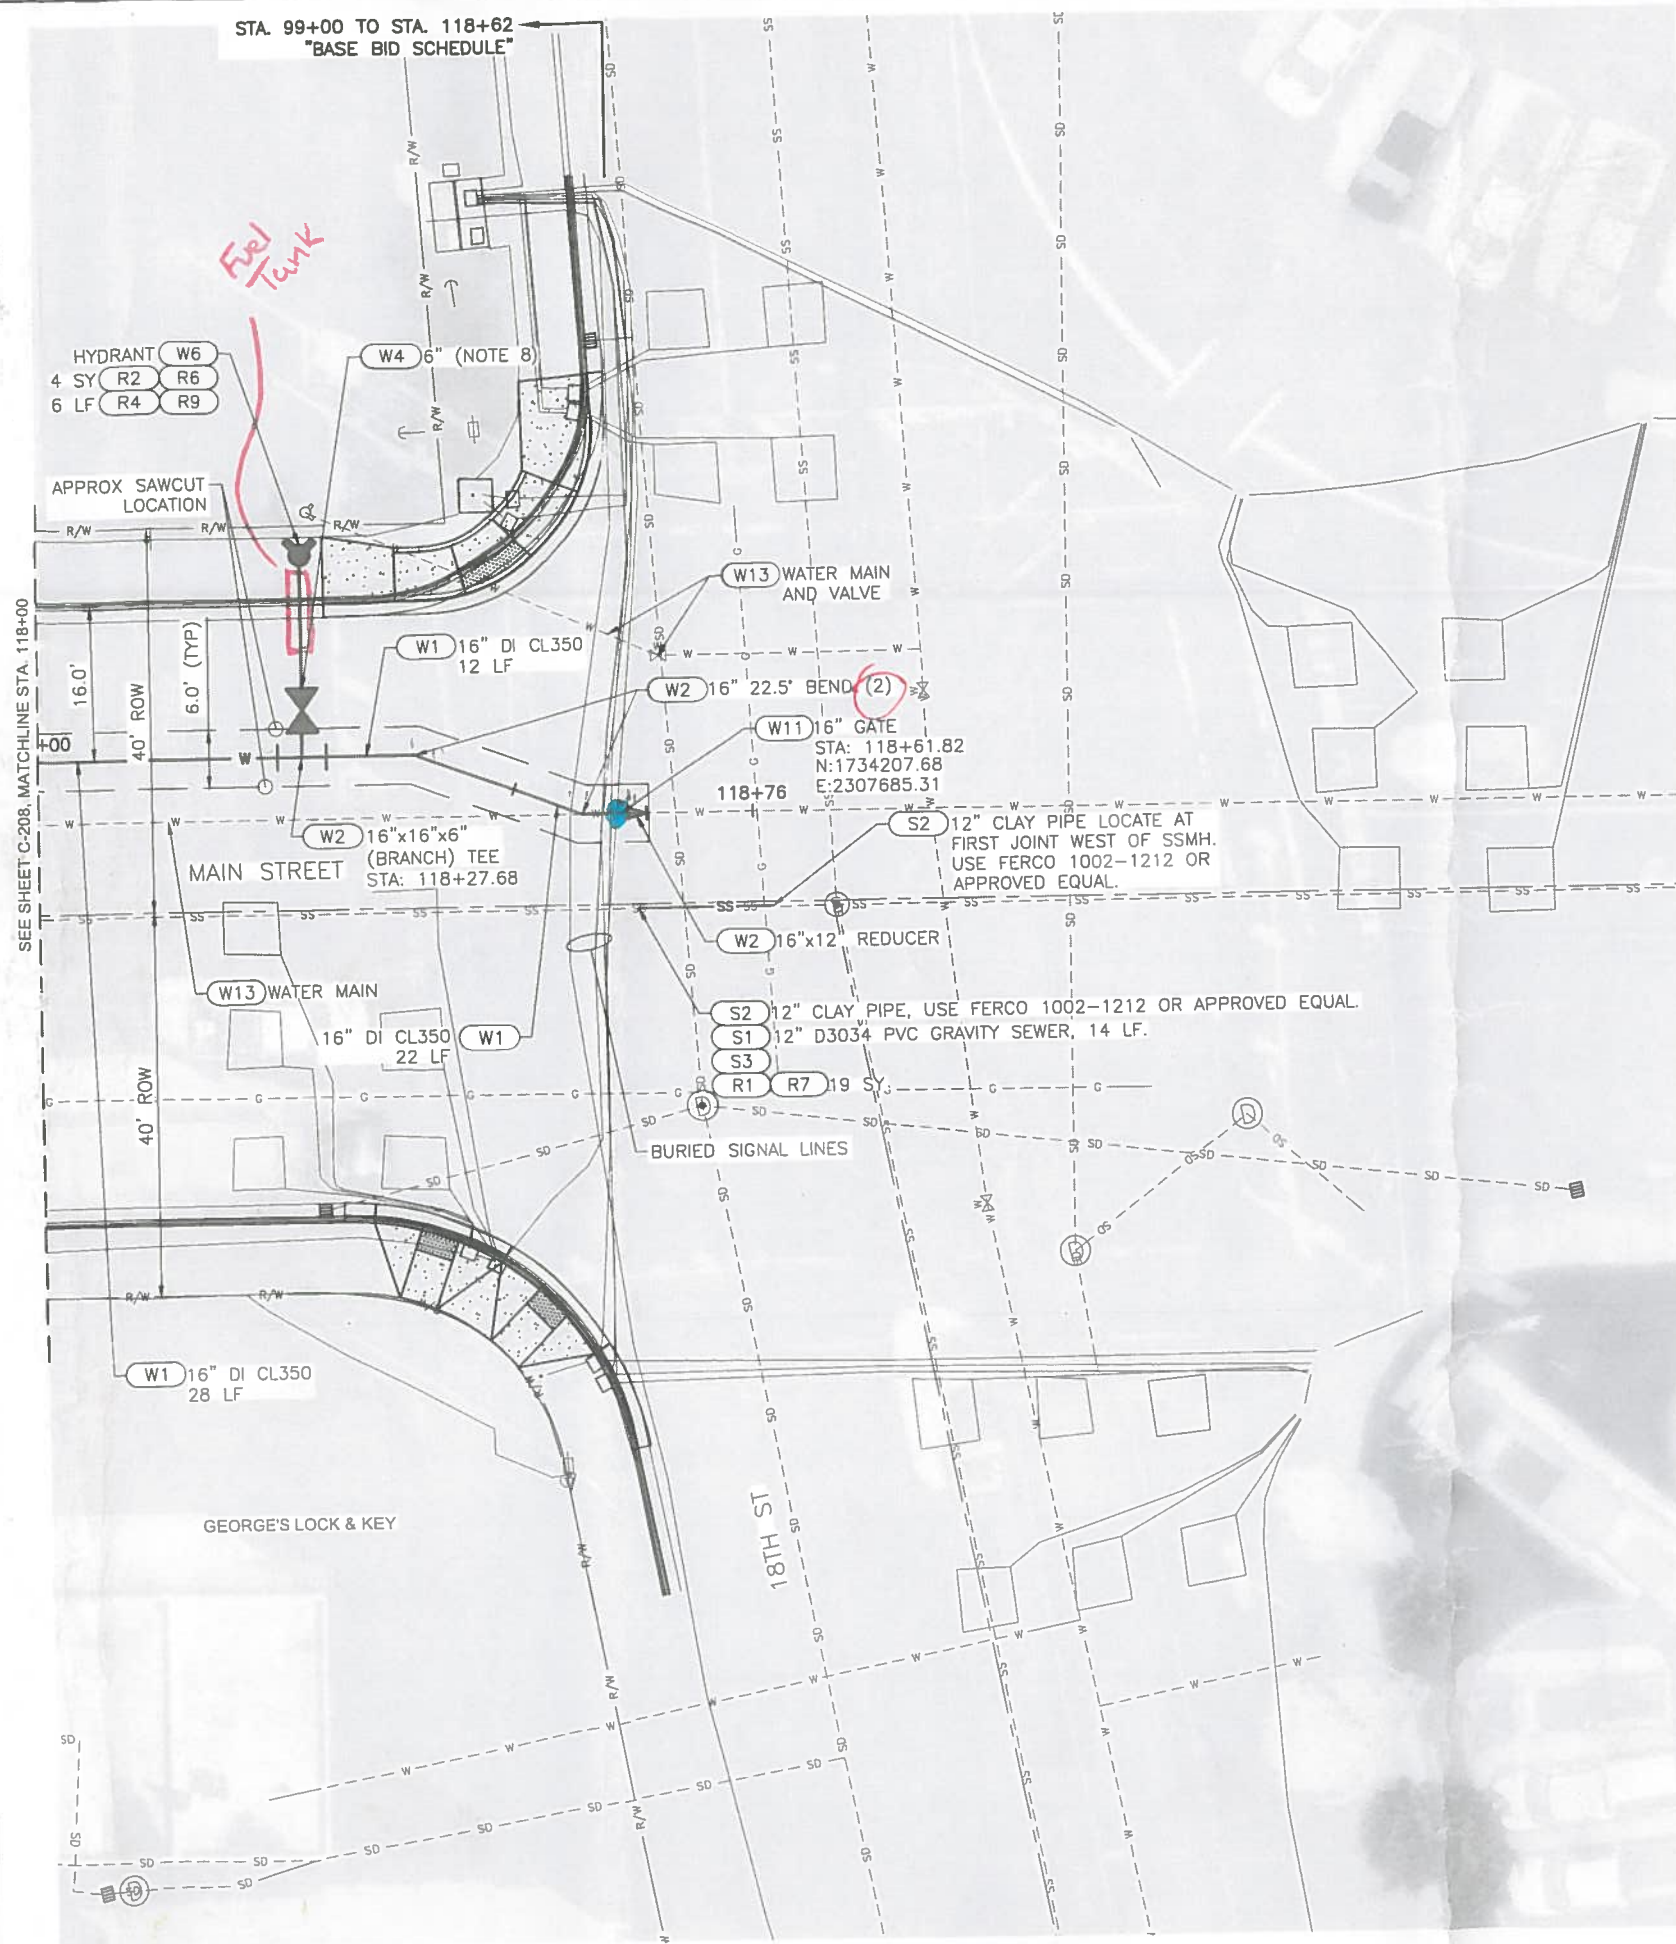 STA. 99+00 TO STA. 118+62
"BASE BID SCHEDULE"
Fuel
Tank
HYDRANT W6
4 SY R2 R6
6 LF R4 R9
W4 6" (NOTE 8)
APPROX SAWCUT
LOCATION
SEE SHEET C-208, MATCHLINE STA. 118+00
16.0'
40' ROW
6.0' (TYP)
+00
W13 WATER MAIN
AND VALVE
W1 16" DI CL350
12 LF
W2 16" 22.5° BEND (2)
W11 16" GATE
STA: 118+61.82
N:1734207.68
E:2307685.31
118+76
W2 16"x16"x6"
(BRANCH) TEE
STA: 118+27.68
MAIN STREET
S2 12" CLAY PIPE LOCATE AT
FIRST JOINT WEST OF SSMH.
USE FERCO 1002-1212 OR
APPROVED EQUAL.
W2 16"x12" REDUCER
W13 WATER MAIN
16" DI CL350 W1
22 LF
S2 12" CLAY PIPE, USE FERCO 1002-1212 OR APPROVED EQUAL.
S1 12" D3034 PVC GRAVITY SEWER, 14 LF.
S3
R1 R7 19 SY.
40' ROW
BURIED SIGNAL LINES
W1 16" DI CL350
28 LF
GEORGE'S LOCK & KEY
18TH ST
R/W
R/W
R/W
R/W
R/W
R/W
R/W
R/W
R/W
R/W
R/W
R/W
SD
SS
W
G